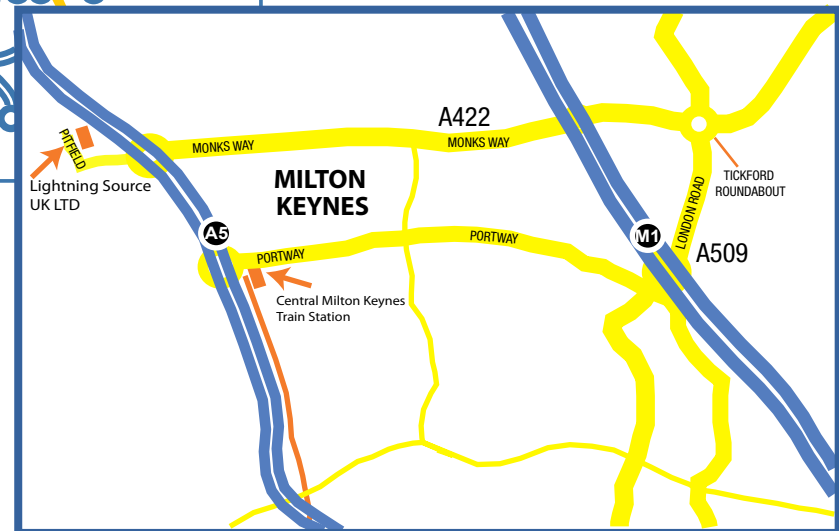 A422
MONKS WAY
MONKS WAY
PITFIELD
Lightning Source
UK LTD
MILTON
KEYNES
TICKFORD
ROUNDABOUT
LONDON ROAD
A5
M1
A509
PORTWAY
PORTWAY
Central Milton Keynes
Train Station